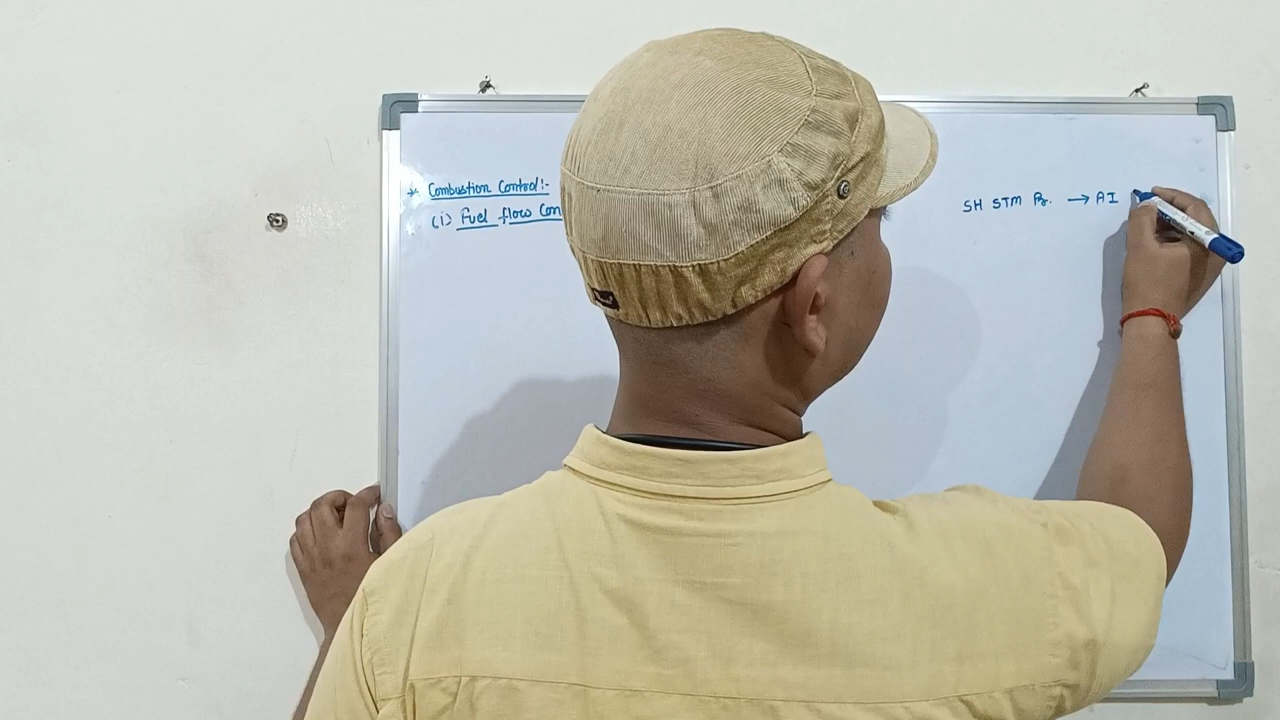 * Combustion Control:-
(i) Fuel flow Con
SH STM Pr. → AI